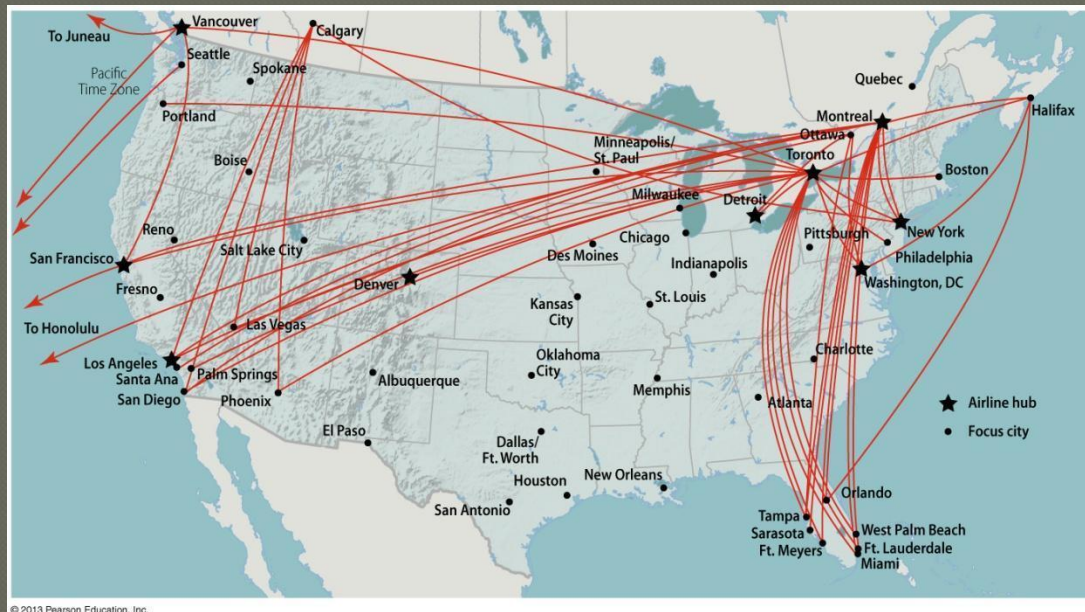 Vancouver
Calgary
To Juneau
Seattle
Pacific
Time Zone
Spokane
Quebec
Portland
Montreal
Halifax
Ottawa
Minneapolis/
St. Paul
Toronto
Boise
Boston
Milwaukee
Detroit
Reno
Salt Lake City
New York
Chicago
Pittsburgh
San Francisco
Des Moines
Philadelphia
Indianapolis
Denver
Washington, DC
Fresno
Kansas
City
St. Louis
To Honolulu
Las Vegas
Los Angeles
Santa Ana
Palm Springs
Oklahoma
City
Charlotte
San Diego
Phoenix
Albuquerque
Memphis
Atlanta
Airline hub
El Paso
Focus city
Dallas/
Ft. Worth
New Orleans
Houston
Orlando
San Antonio
Tampa
Sarasota
Ft. Meyers
West Palm Beach
Ft. Lauderdale
Miami
© 2013 Pearson Education, Inc.